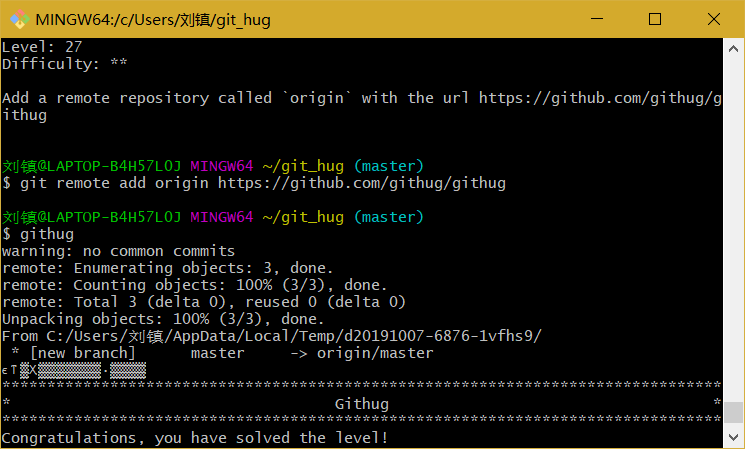 MINGW64:/c/Users/刘镇/git_hug
Level: 27
Difficulty: **
Add a remote repository called `origin` with the url https://github.com/githug/g
ithug
刘镇@LAPTOP-B4H57LOJ MINGW64 ~/git_hug (master)
$ git remote add origin https://github.com/githug/githug
刘镇@LAPTOP-B4H57LOJ MINGW64 ~/git_hug (master)
$ githug
warning: no common commits
remote: Enumerating objects: 3, done.
remote: Counting objects: 100% (3/3), done.
remote: Total 3 (delta 0), reused 0 (delta 0)
Unpacking objects: 100% (3/3), done.
From C:/Users/刘镇/AppData/Local/Temp/d20191007-6876-1vfhs9/
 * [new branch]      master     -> origin/master
********************************************************************************
*                                    Githug                                    *
********************************************************************************
Congratulations, you have solved the level!